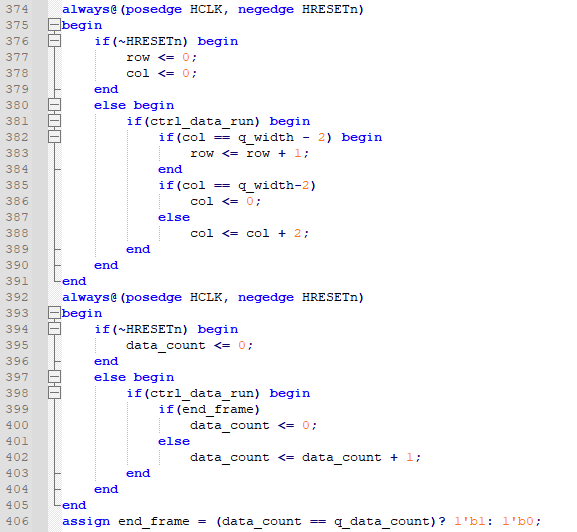 374 always@(posedge HCLK, negedge HRESETn)
375 begin
376     if(~HRESETn) begin
377         row <= 0;
378         col <= 0;
379     end
380     else begin
381         if(ctrl_data_run) begin
382             if(col == q_width - 2) begin
383                 row <= row + 1;
384             end
385             if(col == q_width-2)
386                 col <= 0;
387             else
388                 col <= col + 2;
389         end
390     end
391 end
392 always@(posedge HCLK, negedge HRESETn)
393 begin
394     if(~HRESETn) begin
395         data_count <= 0;
396     end
397     else begin
398         if(ctrl_data_run) begin
399             if(end_frame)
400                 data_count <= 0;
401             else
402                 data_count <= data_count + 1;
403         end
404     end
405 end
406 assign end_frame = (data_count == q_data_count)? 1'b1: 1'b0;